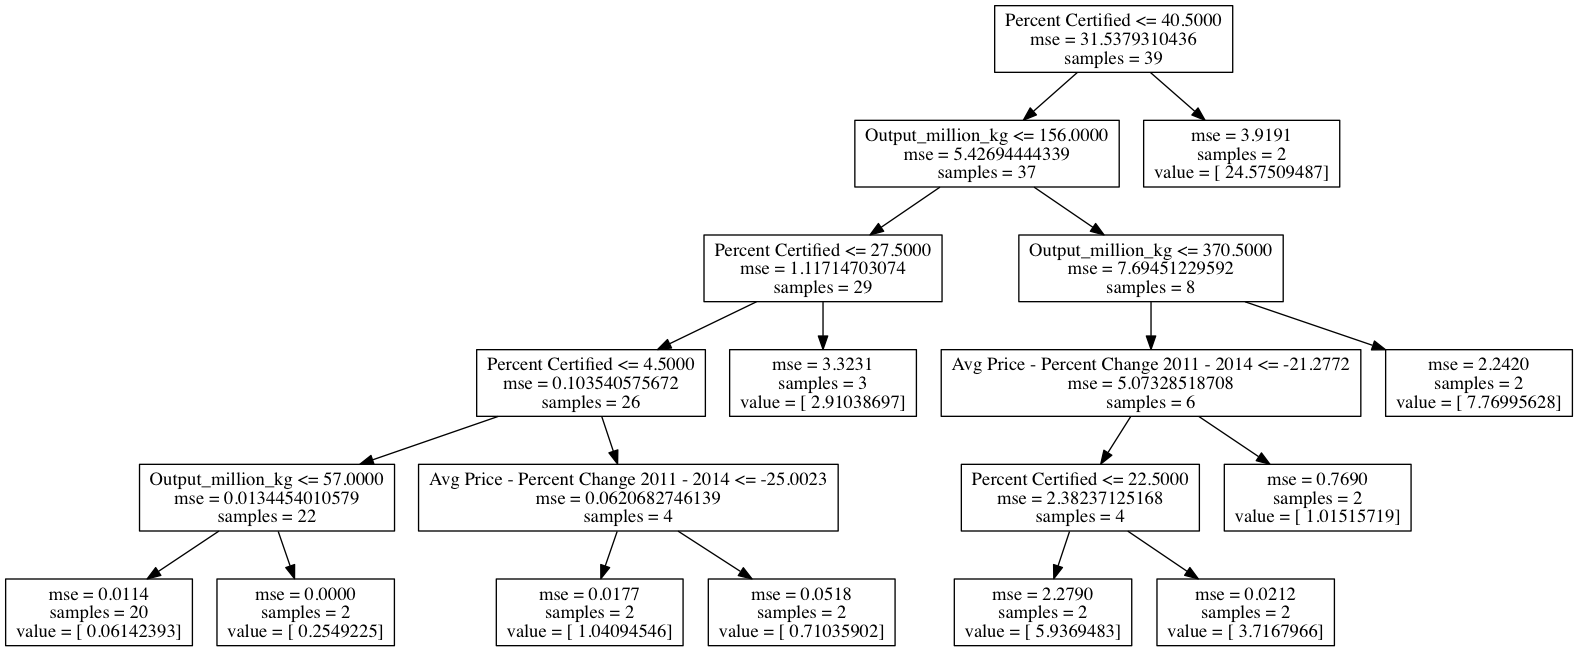 Percent Certified <= 40.5000
mse = 31.5379310436
samples = 39
Output_million_kg <= 156.0000
mse = 5.42694444339
samples = 37
mse = 3.9191
samples = 2
value = [ 24.57509487]
Percent Certified <= 27.5000
mse = 1.11714703074
samples = 29
Output_million_kg <= 370.5000
mse = 7.69451229592
samples = 8
Percent Certified <= 4.5000
mse = 0.103540575672
samples = 26
mse = 3.3231
samples = 3
value = [ 2.91038697]
Avg Price - Percent Change 2011 - 2014 <= -21.2772
mse = 5.07328518708
samples = 6
mse = 2.2420
samples = 2
value = [ 7.76995628]
Output_million_kg <= 57.0000
mse = 0.0134454010579
samples = 22
Avg Price - Percent Change 2011 - 2014 <= -25.0023
mse = 0.0620682746139
samples = 4
Percent Certified <= 22.5000
mse = 2.38237125168
samples = 4
mse = 0.7690
samples = 2
value = [ 1.01515719]
mse = 0.0114
samples = 20
value = [ 0.06142393]
mse = 0.0000
samples = 2
value = [ 0.2549225]
mse = 0.0177
samples = 2
value = [ 1.04094546]
mse = 0.0518
samples = 2
value = [ 0.71035902]
mse = 2.2790
samples = 2
value = [ 5.9369483]
mse = 0.0212
samples = 2
value = [ 3.7167966]